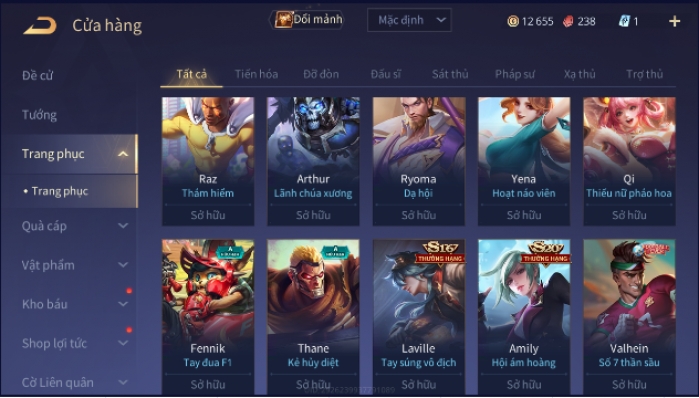 Cửa hàng
Đổi mảnh
Mặc định
12 655
238
1
Đề cử
Tướng
Trang phục
• Trang phục
Quà cáp
Vật phẩm
Kho báu
Shop lợi tức
Cờ Liên quân
Tất cả Tiến hóa Đỡ đòn Đấu sĩ Sát thủ Pháp sư Xạ thủ Trợ thủ
Raz Arthur Ryoma Yena Qi
Thám hiểm Lãnh chúa xương Dạ hội Hoạt náo viên Thiếu nữ pháo hoa
Sở hữu Sở hữu Sở hữu Sở hữu Sở hữu
A A S16 S20
THƯỞNG HẠNG THƯỞNG HẠNG
Fennik Thane Laville Amily Valhein
Tay đua F1 Kẻ hủy diệt Tay súng vô địch Hội ám hoàng Số 7 thần sầu
Sở hữu Sở hữu Sở hữu Sở hữu Sở hữu